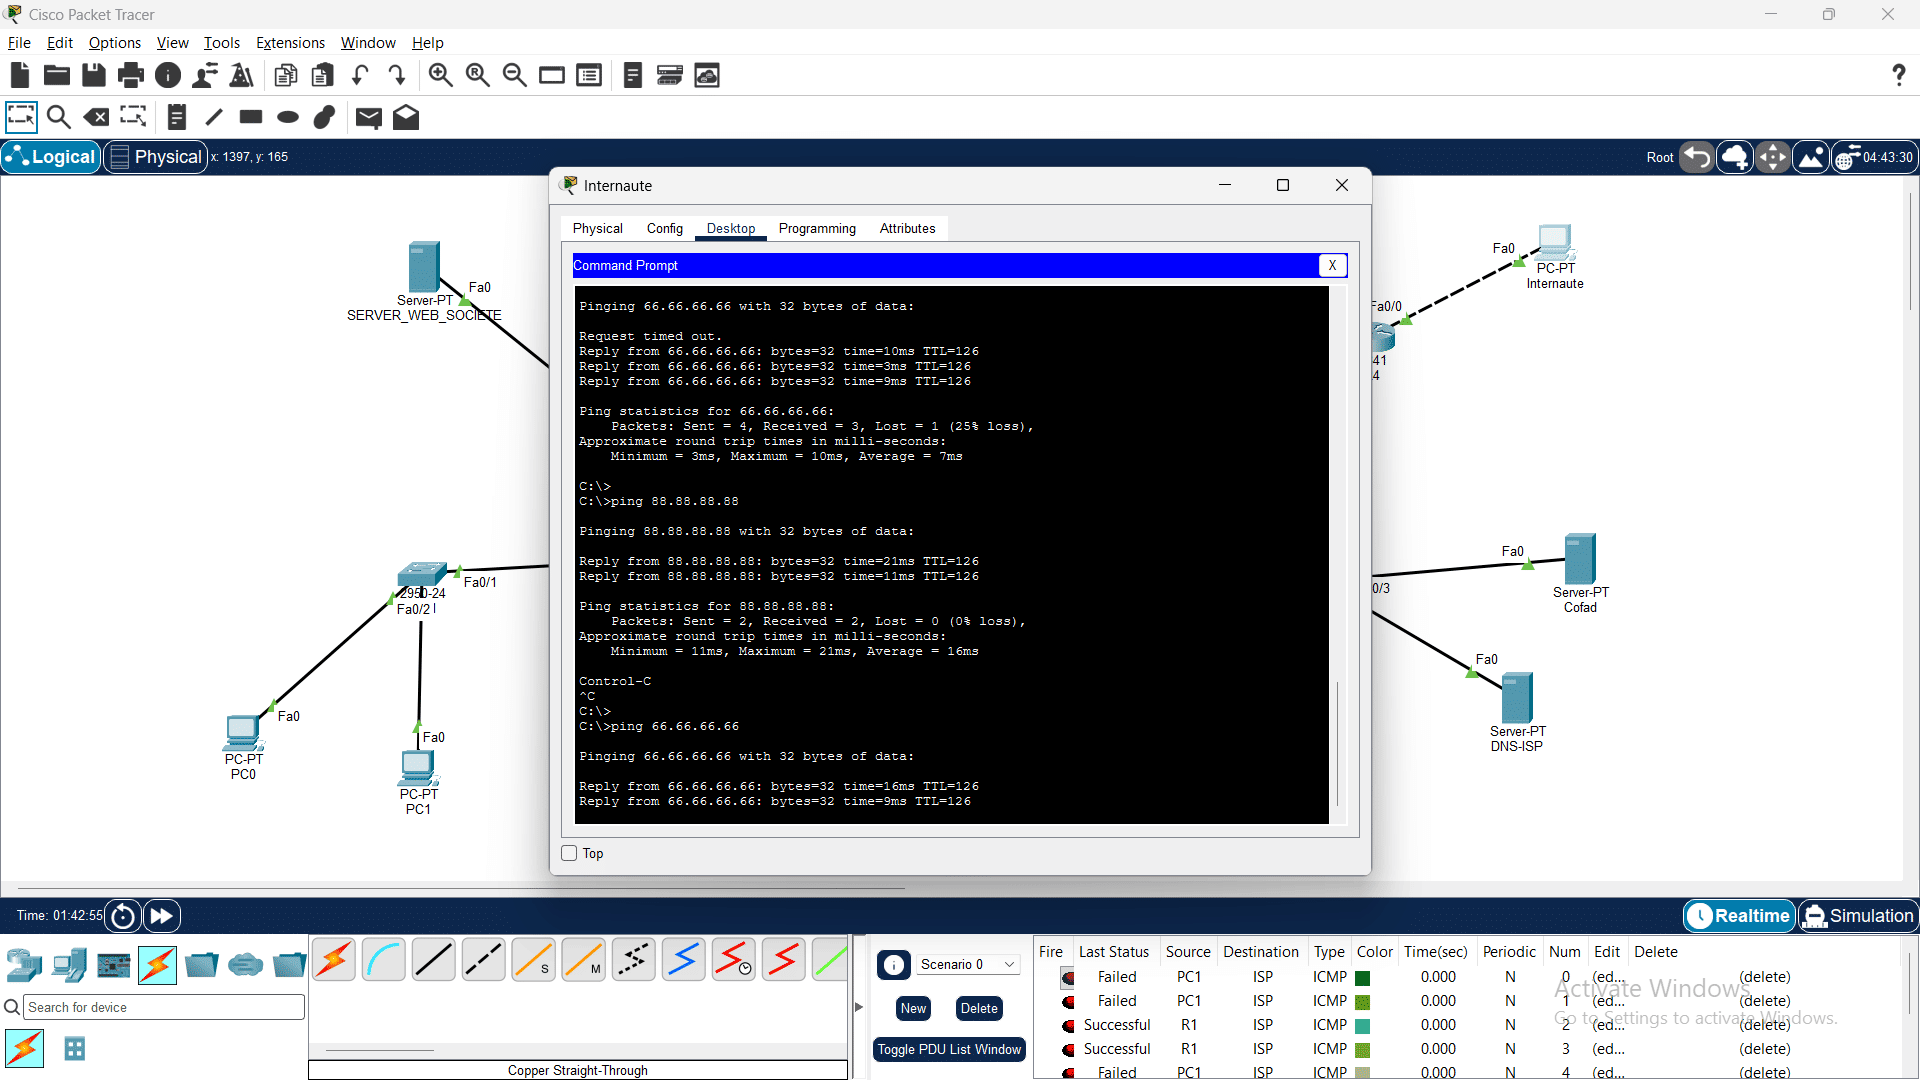 Cisco Packet Tracer
File Edit Options View Tools Extensions Window Help
Logical Physical x: 1397, y: 165 Root 04:43:30
Internaute
Physical Config Desktop Programming Attributes
Command Prompt X
Pinging 66.66.66.66 with 32 bytes of data:
Request timed out.
Reply from 66.66.66.66: bytes=32 time=10ms TTL=126
Reply from 66.66.66.66: bytes=32 time=3ms TTL=126
Reply from 66.66.66.66: bytes=32 time=9ms TTL=126
Ping statistics for 66.66.66.66:
Packets: Sent = 4, Received = 3, Lost = 1 (25% loss),
Approximate round trip times in milli-seconds:
Minimum = 3ms, Maximum = 10ms, Average = 7ms
C:\>
C:\>ping 88.88.88.88
Pinging 88.88.88.88 with 32 bytes of data:
Reply from 88.88.88.88: bytes=32 time=21ms TTL=126
Reply from 88.88.88.88: bytes=32 time=11ms TTL=126
Ping statistics for 88.88.88.88:
Packets: Sent = 2, Received = 2, Lost = 0 (0% loss),
Approximate round trip times in milli-seconds:
Minimum = 11ms, Maximum = 21ms, Average = 16ms
Control-C
^C
C:\>
C:\>ping 66.66.66.66
Pinging 66.66.66.66 with 32 bytes of data:
Reply from 66.66.66.66: bytes=32 time=16ms TTL=126
Reply from 66.66.66.66: bytes=32 time=9ms TTL=126
Top
Fa0
Server-PT
SERVER_WEB_SOCIETE
Fa0/1
2950-24
Fa0/2
Fa0
PC-PT
PC0
Fa0
PC-PT
PC1
Fa0
PC-PT
Internaute
Fa0/0
41
4
Fa0
0/3
Server-PT
Cofad
Fa0
Server-PT
DNS-ISP
Time: 01:42:55 Realtime Simulation
Search for device
S M
Copper Straight-Through
Scenario 0
New Delete
Toggle PDU List Window
Fire Last Status Source Destination Type Color Time(sec) Periodic Num Edit Delete
Failed PC1 ISP ICMP 0.000 N 0 (ed... (delete)
Failed PC1 ISP ICMP 0.000 N 1 (ed... (delete)
Successful R1 ISP ICMP 0.000 N 2 (ed... (delete)
Successful R1 ISP ICMP 0.000 N 3 (ed... (delete)
Failed PC1 ISP ICMP 0.000 N 4 (ed... (delete)
Activate Windows
Go to Settings to activate Windows.